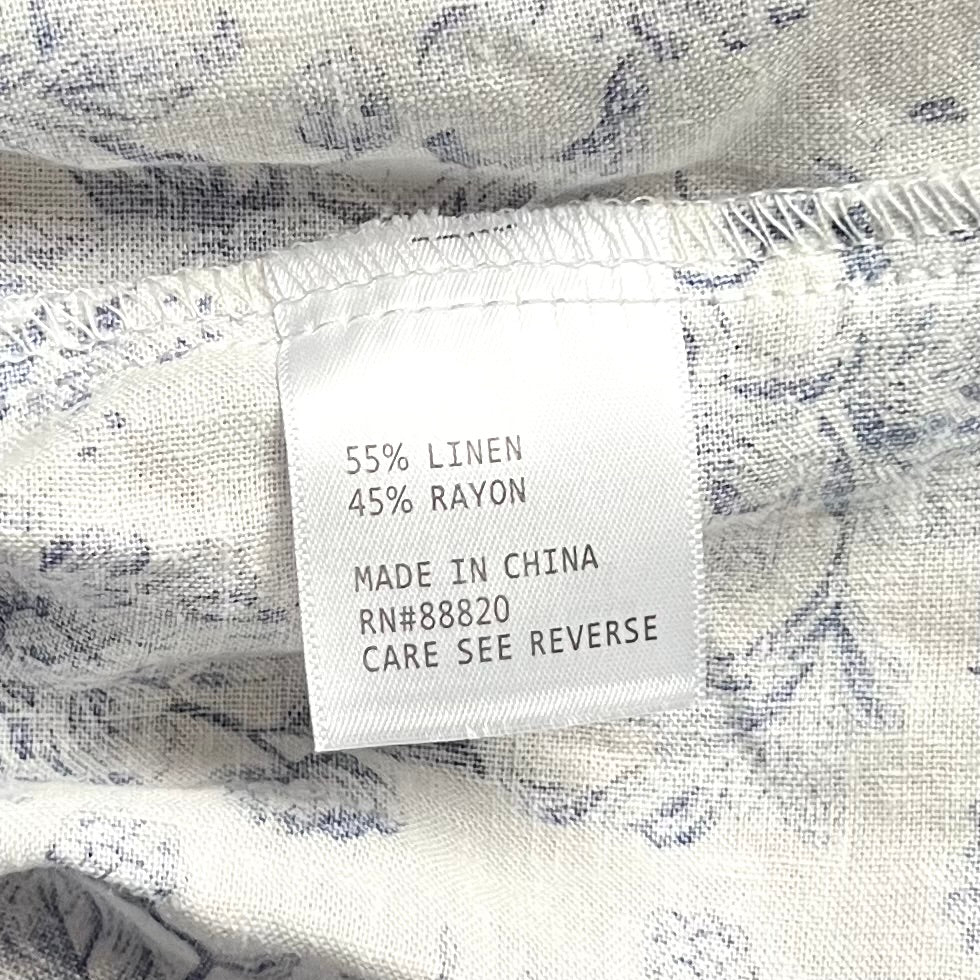 55% LINEN
45% RAYON
MADE IN CHINA
RN#88820
CARE SEE REVERSE